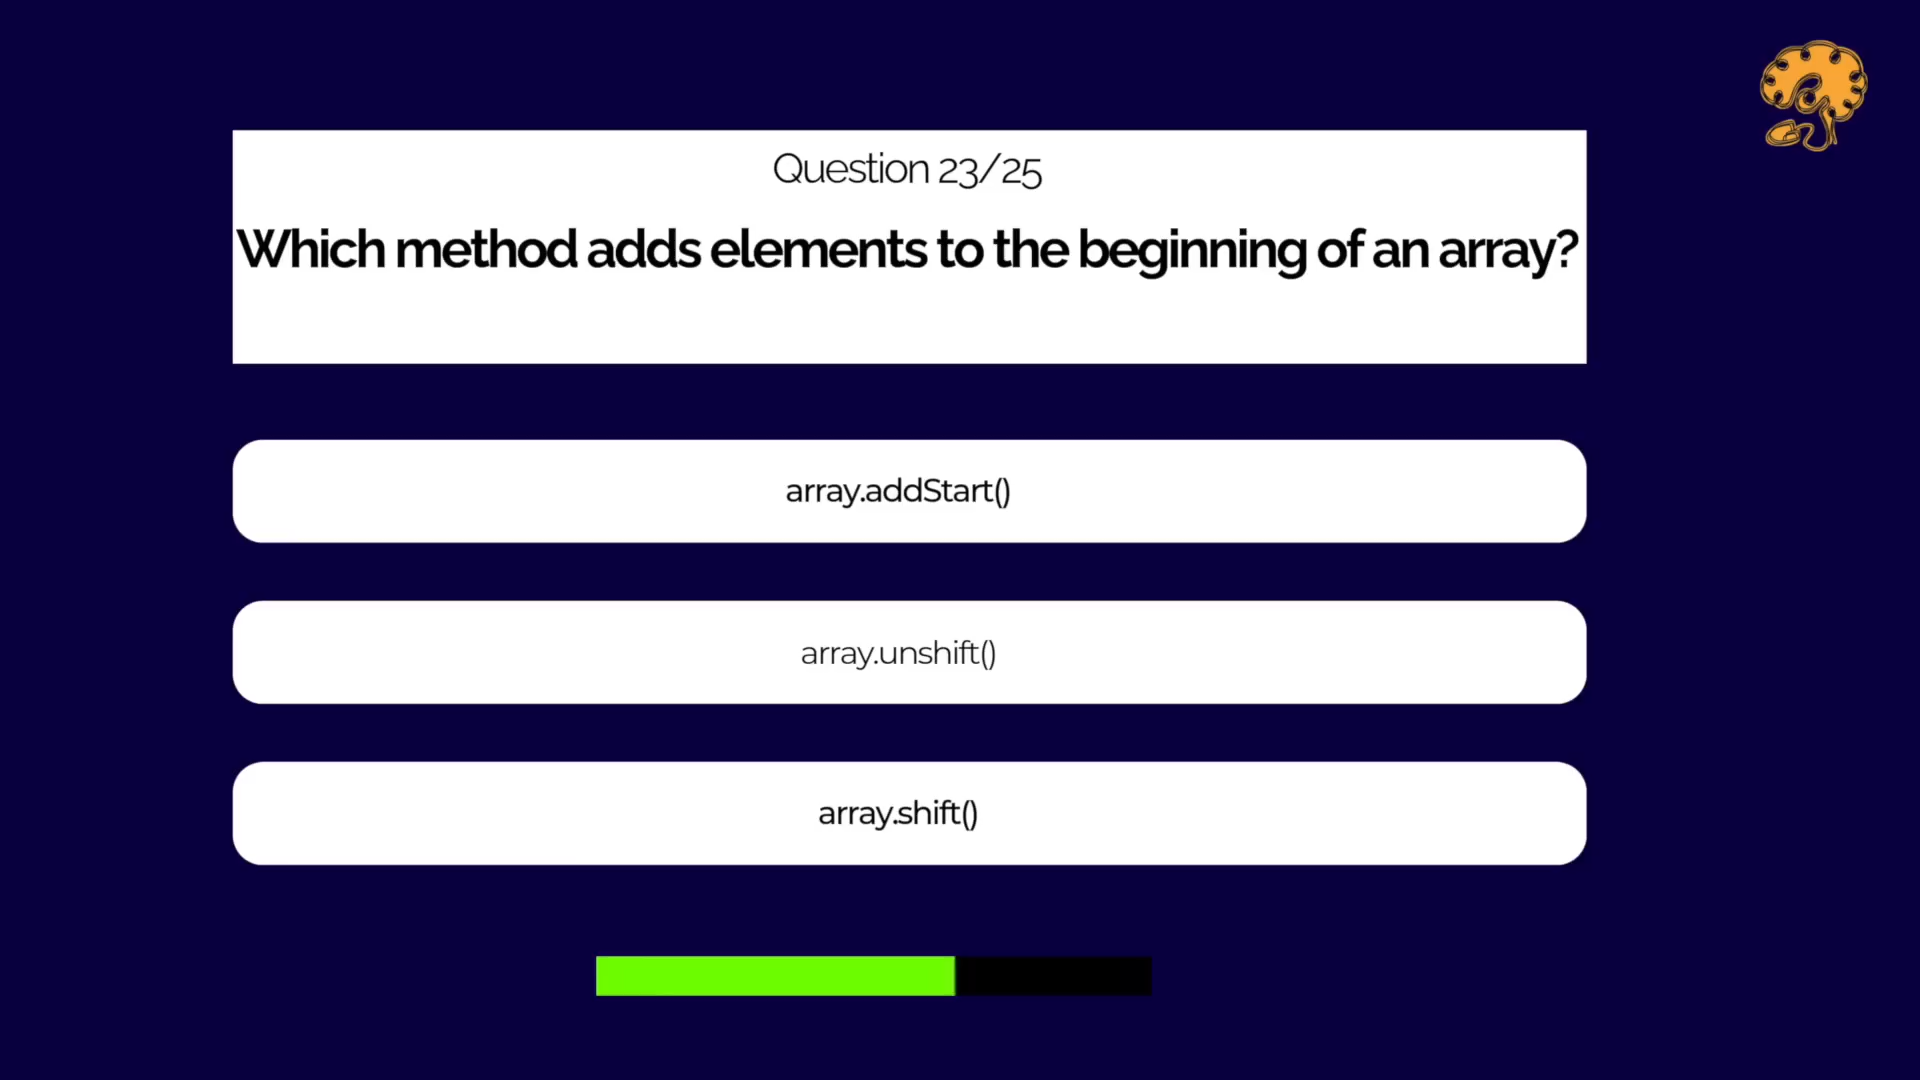 Question 23/25
Which method adds elements to the beginning of an array?
array.addStart()
array.unshift()
array.shift()